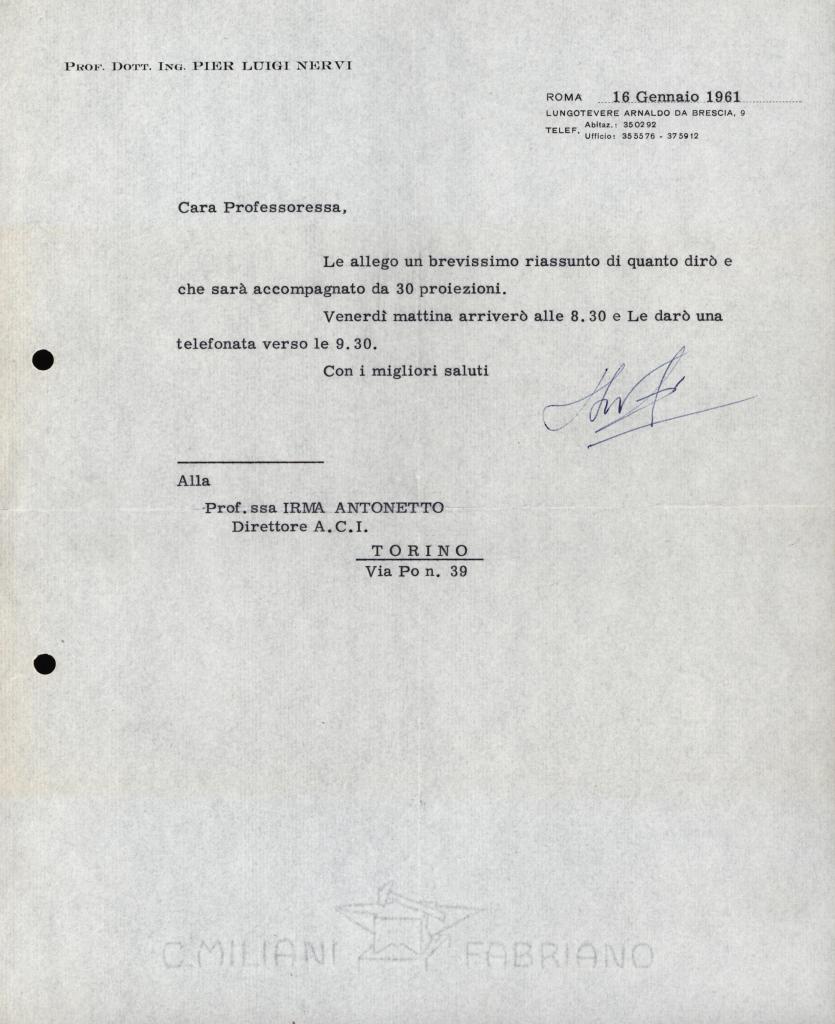 Prof. Dott. Ing. PIER LUIGI NERVI
ROMA 16 Gennaio 1961
LUNGOTEVERE ARNALDO DA BRESCIA, 9
TELEF. Abitaz.: 350292
Ufficio: 355576 - 375912
Cara Professoressa,
Le allego un brevissimo riassunto di quanto dirò e
che sarà accompagnato da 30 proiezioni.
Venerdì mattina arriverò alle 8.30 e Le darò una
telefonata verso le 9.30.
Con i migliori saluti
Alla
Prof.ssa IRMA ANTONETTO
Direttore A.C.I.
TORINO
Via Po n. 39
C.MILIANI FABRIANO